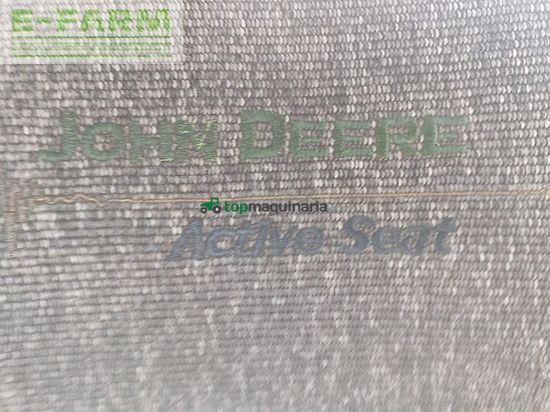 E-FARM
JOHN DEERE
topmaquinaria
Active Seat